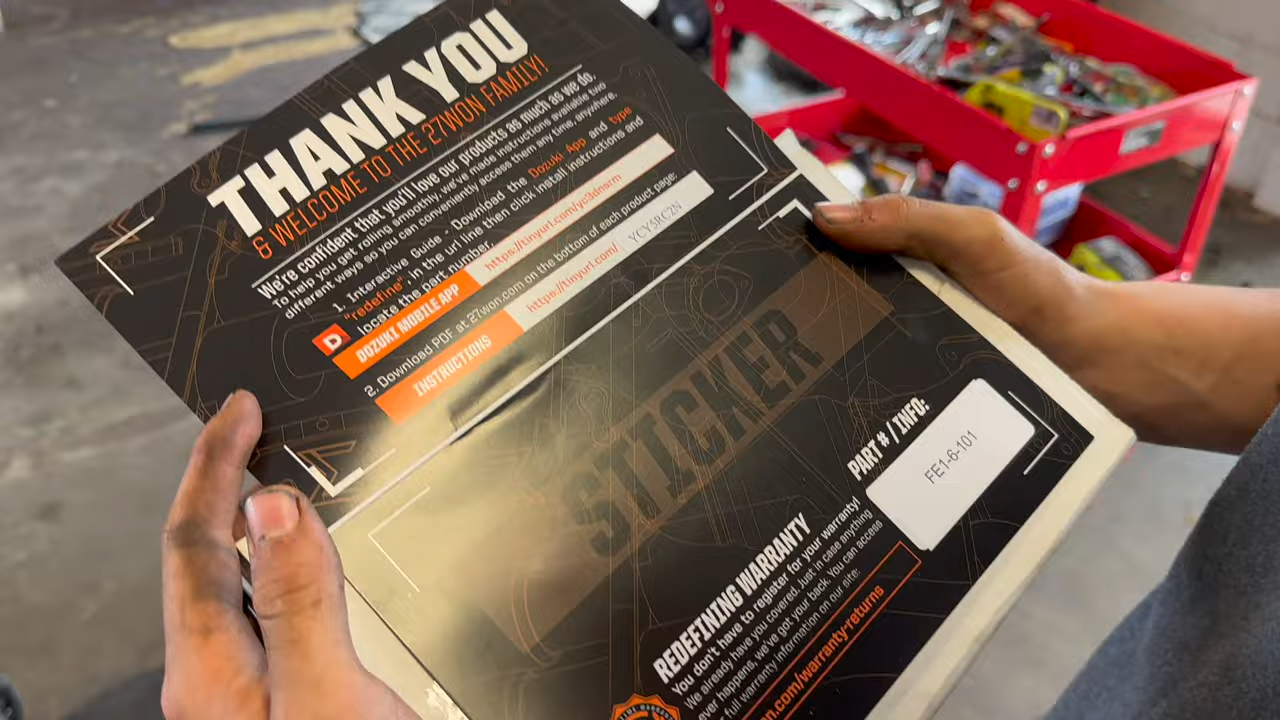 THANK YOU
& WELCOME TO THE 27WON FAMILY!
We're confident that you'll love our products as much as we do.
To help you get rolling smoothly, we've made instructions available two
different ways so you can conveniently access them any time, anywhere.
1. Interactive Guide - Download the Dozuki App and type
"redefine", in the url line then click install instructions and
locate the part number.
D
DOZUKI MOBILE APP https://tinyurl.com/yc3dnsrm
2. Download PDF at 27won.com on the bottom of each product page:
INSTRUCTIONS https://tinyurl.com/ YCY5RC2N
STICKER
PART # / INFO:
FE1-6-101
REDEFINING WARRANTY
You don't have to register for your warranty!
We already have you covered. Just in case anything
ever happens, we've got your back. You can access
full warranty information on our site:
n.com/warranty-returns
WARRANTY